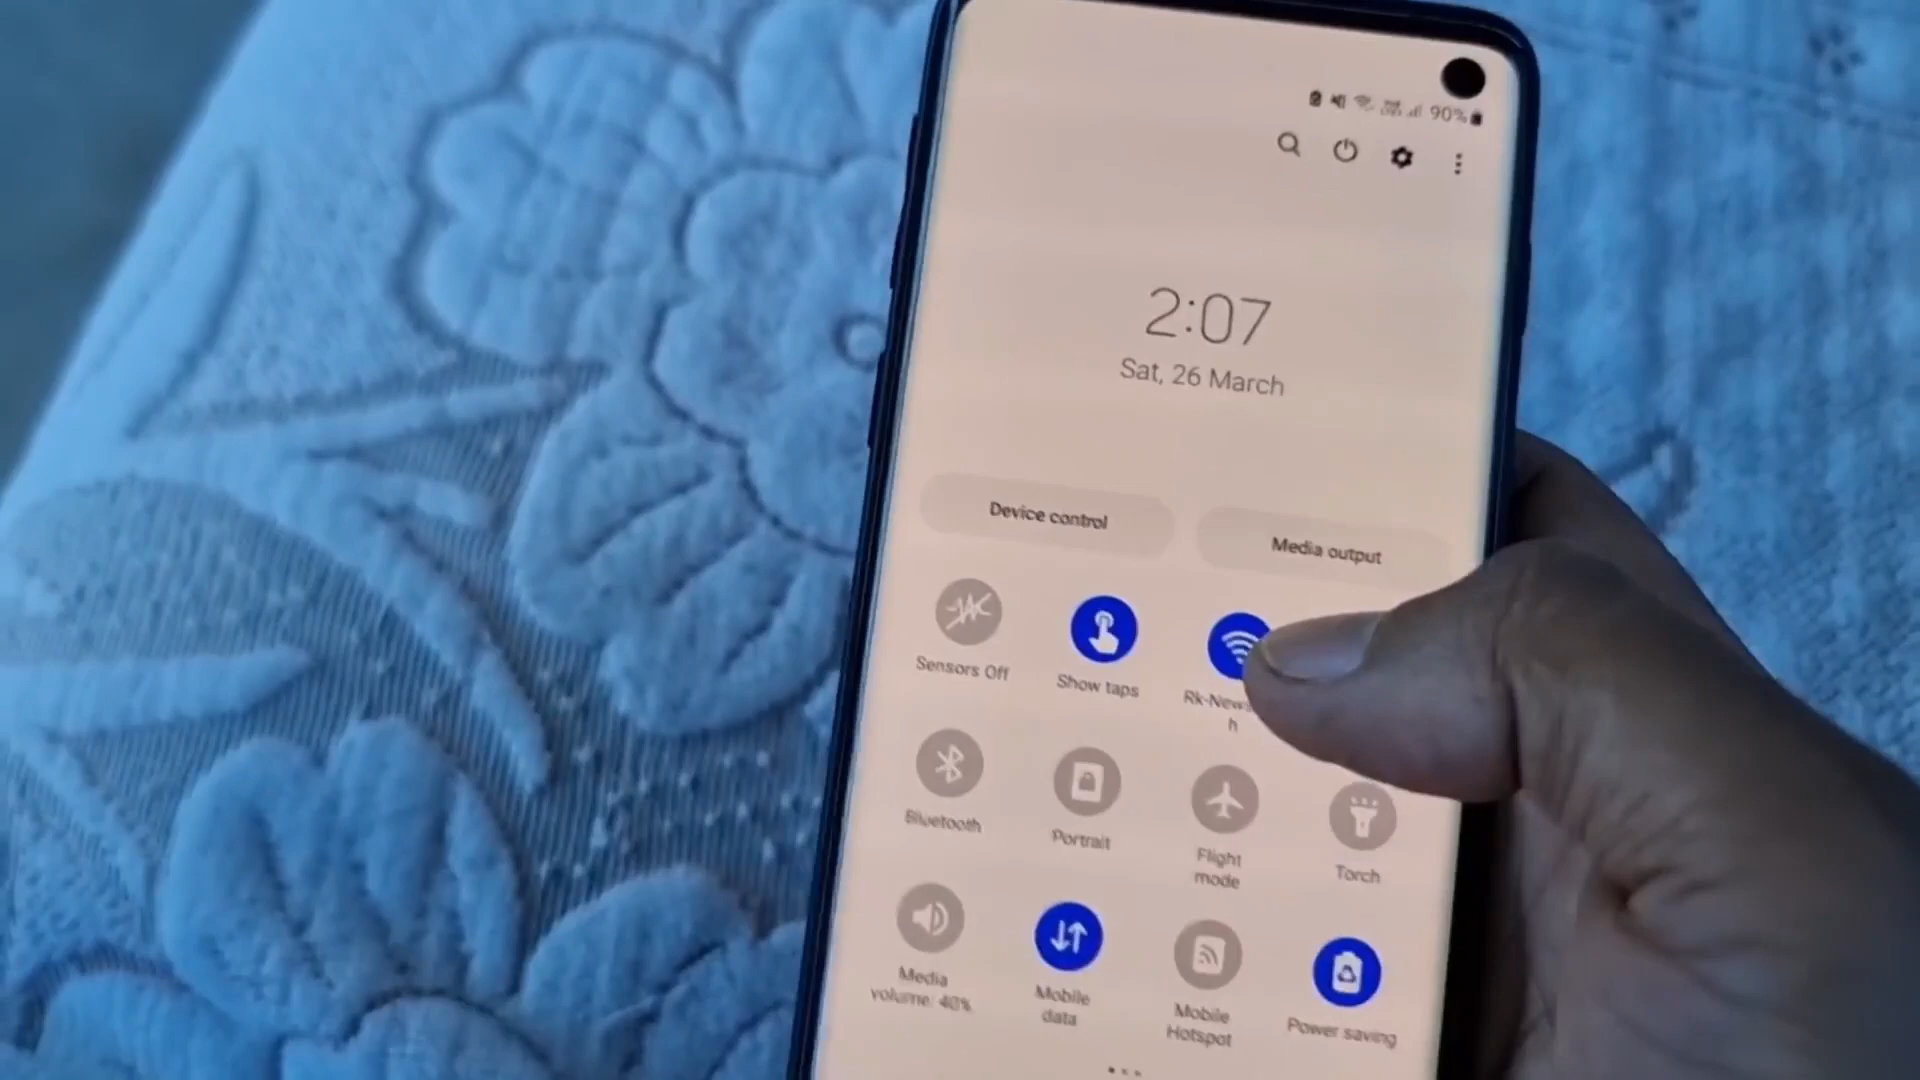 90%
2:07
Sat, 26 March
Device control
Media output
Sensors Off
Show taps
h
Bluetooth
Portrait
Flight
mode
Torch
Media
volume: 40%
Mobile
data
Mobile
Hotspot
Power saving